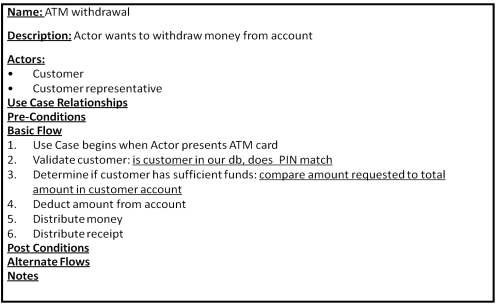 Name: ATM withdrawal
Description: Actor wants to withdraw money from account
Actors:
• Customer
• Customer representative
Use Case Relationships
Pre-Conditions
Basic Flow
1. Use Case begins when Actor presents ATM card
2. Validate customer: is customer in our db, does PIN match
3. Determine if customer has sufficient funds: compare amount requested to total
amount in customer account
4. Deduct amount from account
5. Distribute money
6. Distribute receipt
Post Conditions
Alternate Flows
Notes